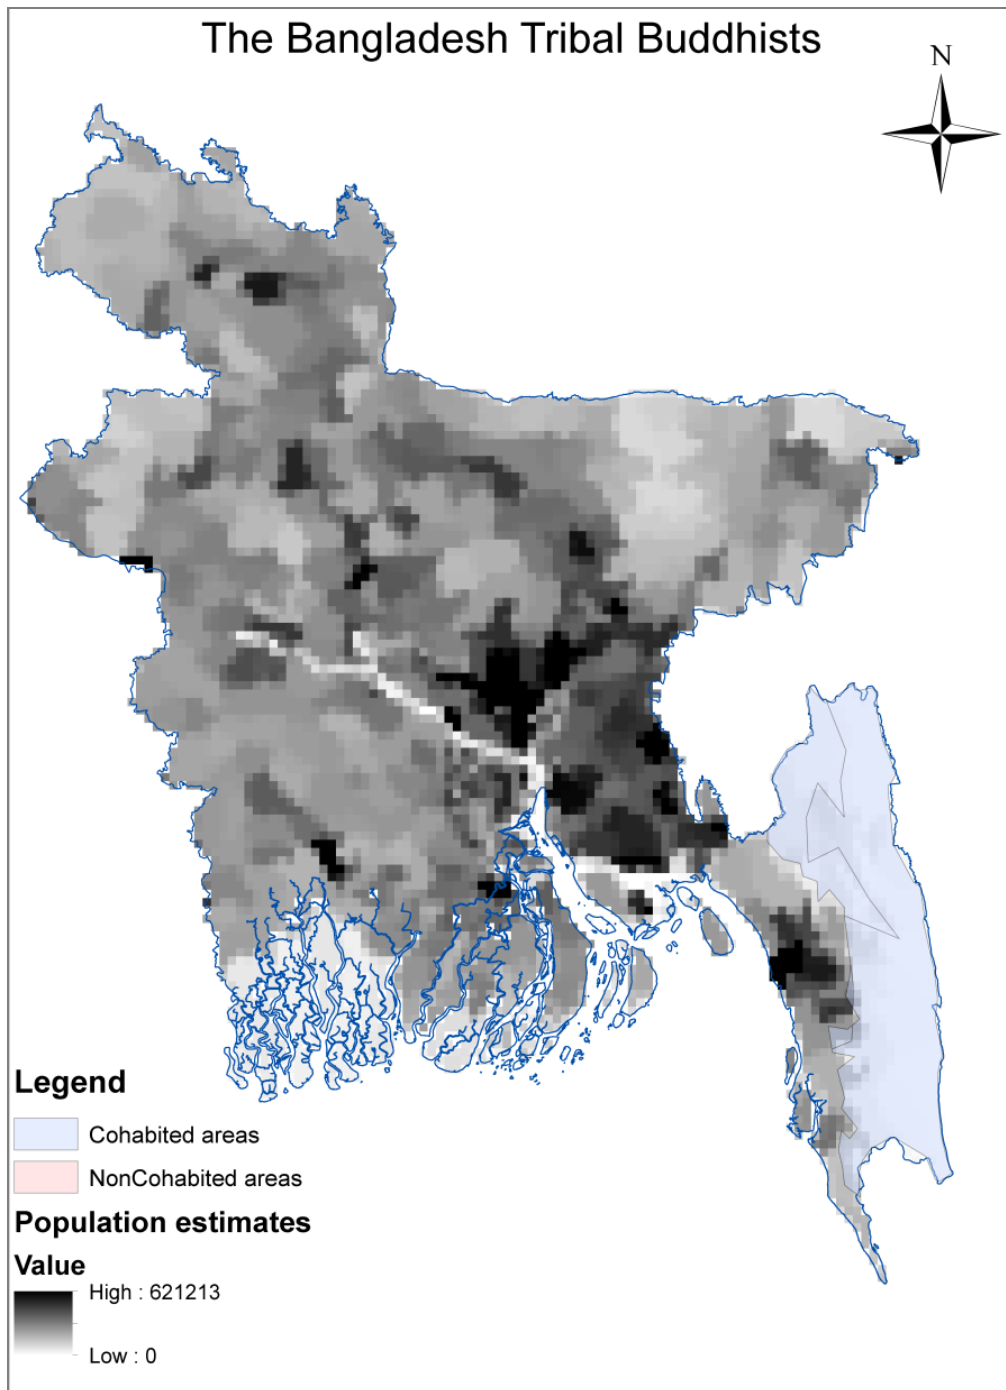 The Bangladesh Tribal Buddhists
N
Legend
Cohabited areas
NonCohabited areas
Population estimates
Value
High : 621213
Low : 0